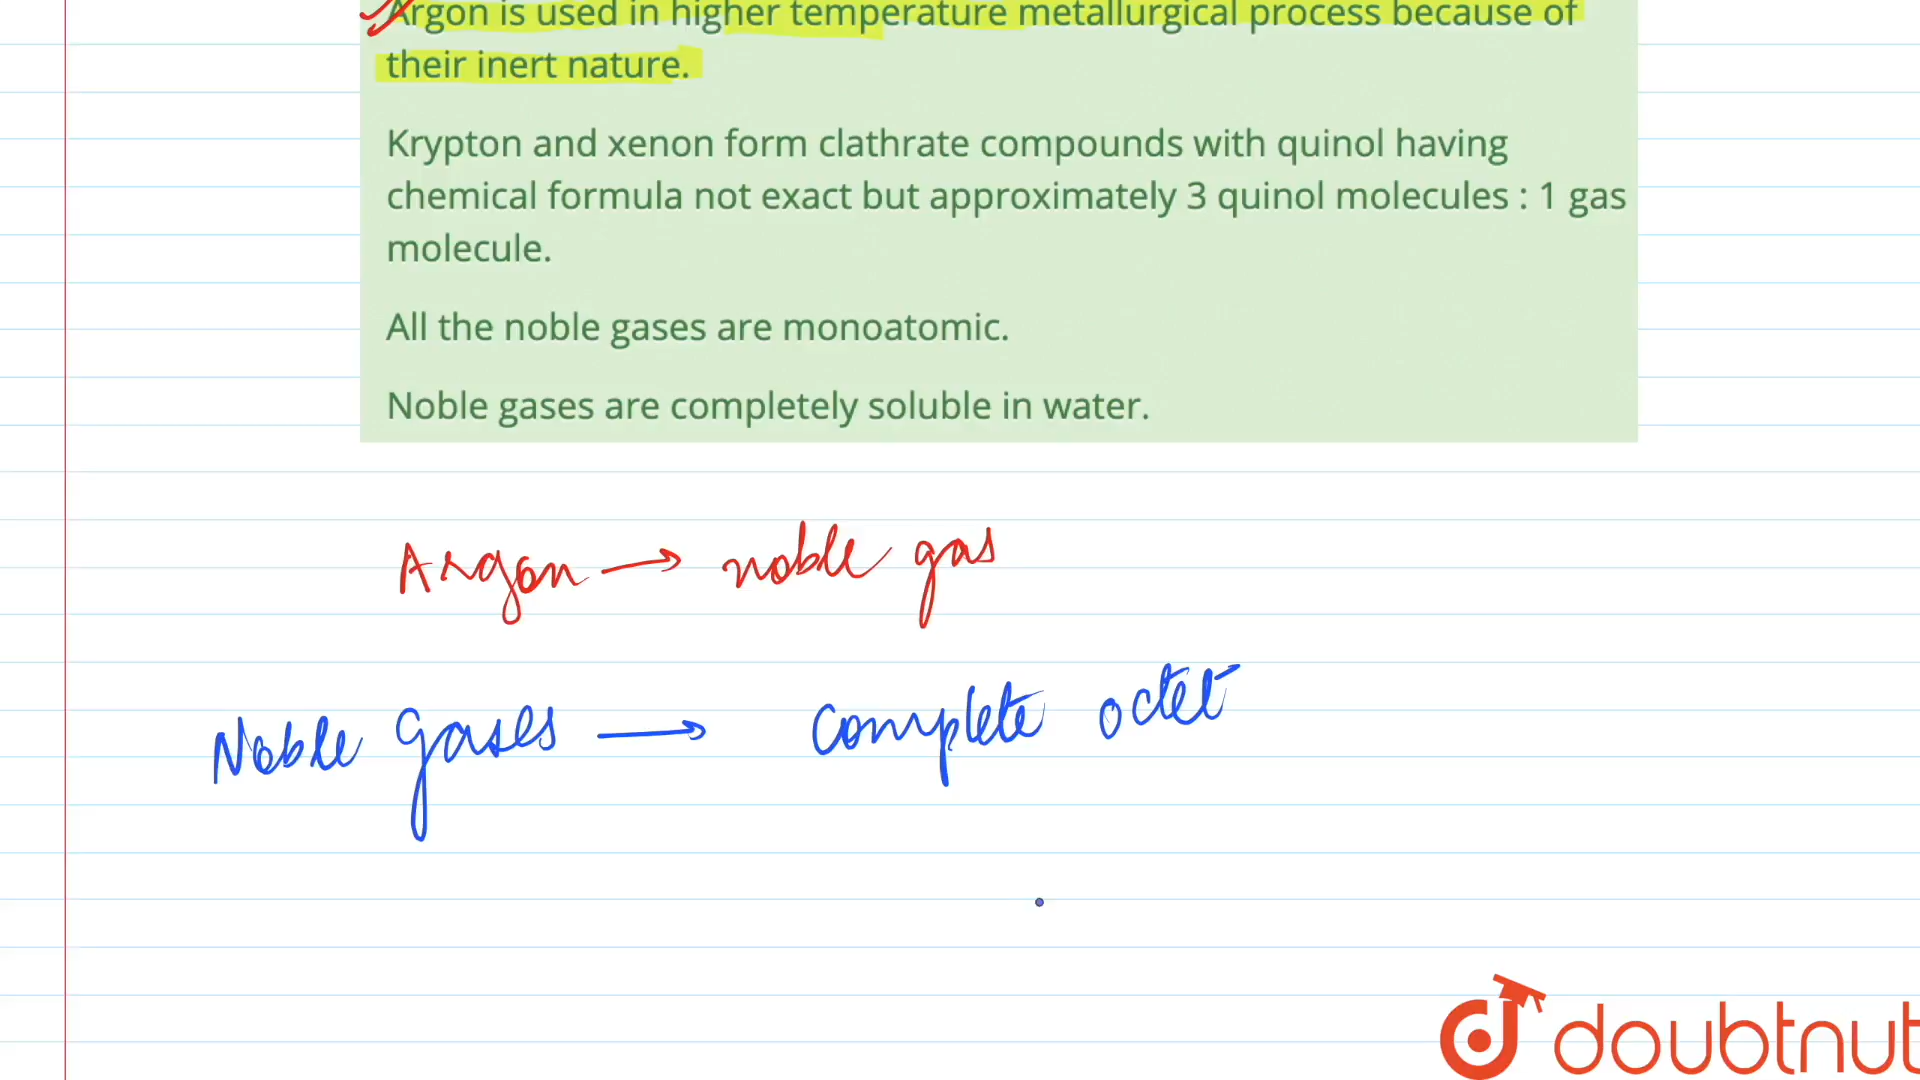 Argon is used in higher temperature metallurgical process because of
their inert nature.
Krypton and xenon form clathrate compounds with quinol having
chemical formula not exact but approximately 3 quinol molecules : 1 gas
molecule.
All the noble gases are monoatomic.
Noble gases are completely soluble in water.
Argon → noble gas
Noble gases → complete octet
doubtnut